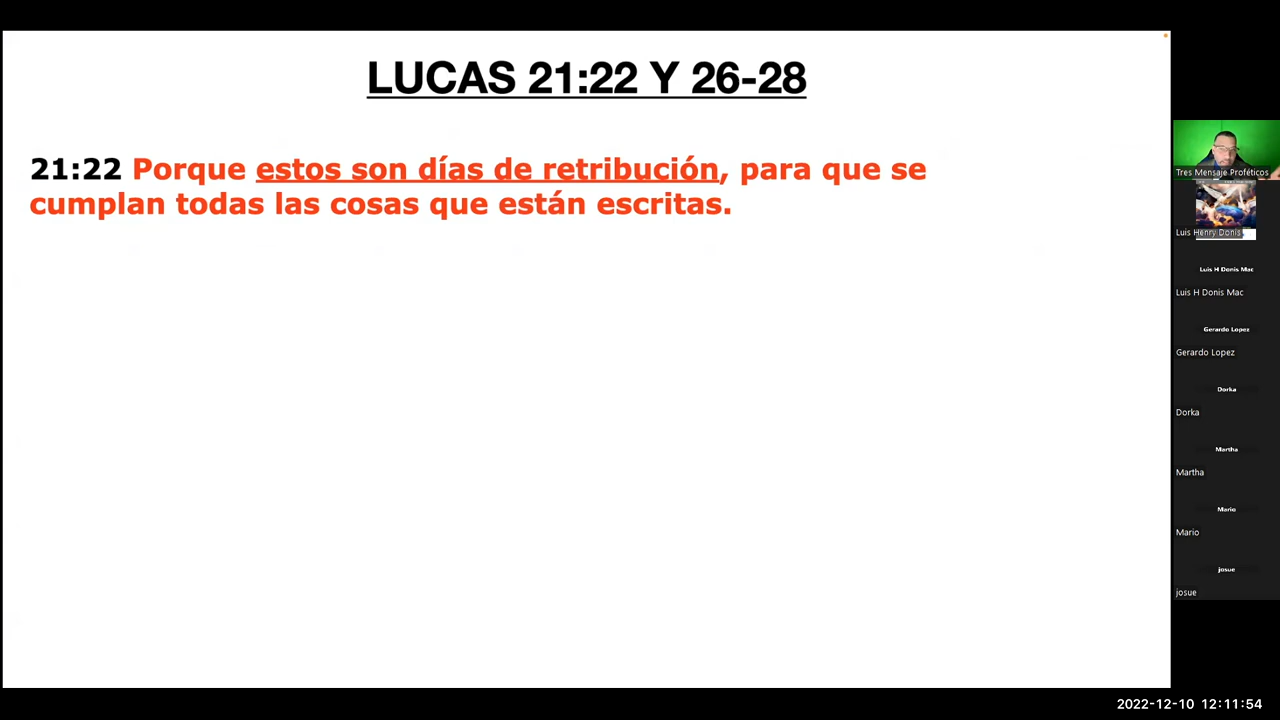 LUCAS 21:22 Y 26-28
21:22 Porque estos son días de retribución, para que se
cumplan todas las cosas que están escritas.
Tres Mensaje Proféticos
Luis Henry Donis
Luis H Donis Mac
Luis H Donis Mac
Gerardo Lopez
Gerardo Lopez
Dorka
Dorka
Martha
Martha
Mario
Mario
josue
josue
2022-12-10 12:11:54